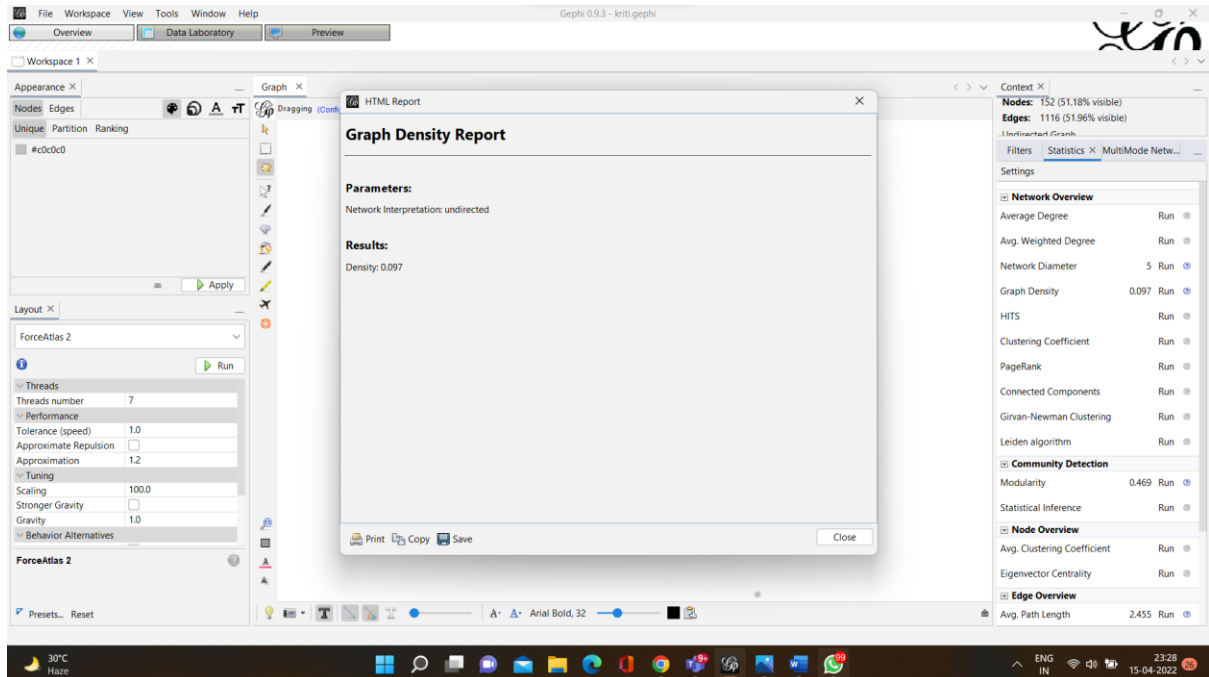 File Workspace View Tools Window Help
Gephi 0.9.3 - kriti.gephi
Overview Data Laboratory Preview
Workspace 1
Appearance
Nodes Edges
Unique Partition Ranking
#c0c0c0
Apply
Layout
ForceAtlas 2
Run
Threads
Threads number 7
Performance
Tolerance (speed) 1.0
Approximate Repulsion
Approximation 1.2
Tuning
Scaling 100.0
Stronger Gravity
Gravity 1.0
Behavior Alternatives
ForceAtlas 2
Presets... Reset
Graph
Dragging
HTML Report
Graph Density Report
Parameters:
Network Interpretation: undirected
Results:
Density: 0.097
Print Copy Save
Close
T T A- A- Arial Bold, 32
Context
Nodes: 152 (51.18% visible)
Edges: 1116 (51.96% visible)
Undirected Graph
Filters Statistics MultiMode Netw...
Settings
Network Overview
Average Degree Run
Avg. Weighted Degree Run
Network Diameter 5 Run
Graph Density 0.097 Run
HITS Run
Clustering Coefficient Run
PageRank Run
Connected Components Run
Girvan-Newman Clustering Run
Leiden algorithm Run
Community Detection
Modularity 0.469 Run
Statistical Inference Run
Node Overview
Avg. Clustering Coefficient Run
Eigenvector Centrality Run
Edge Overview
Avg. Path Length 2.455 Run
30°C
Haze
99
ENG
IN
23:28
15-04-2022
26